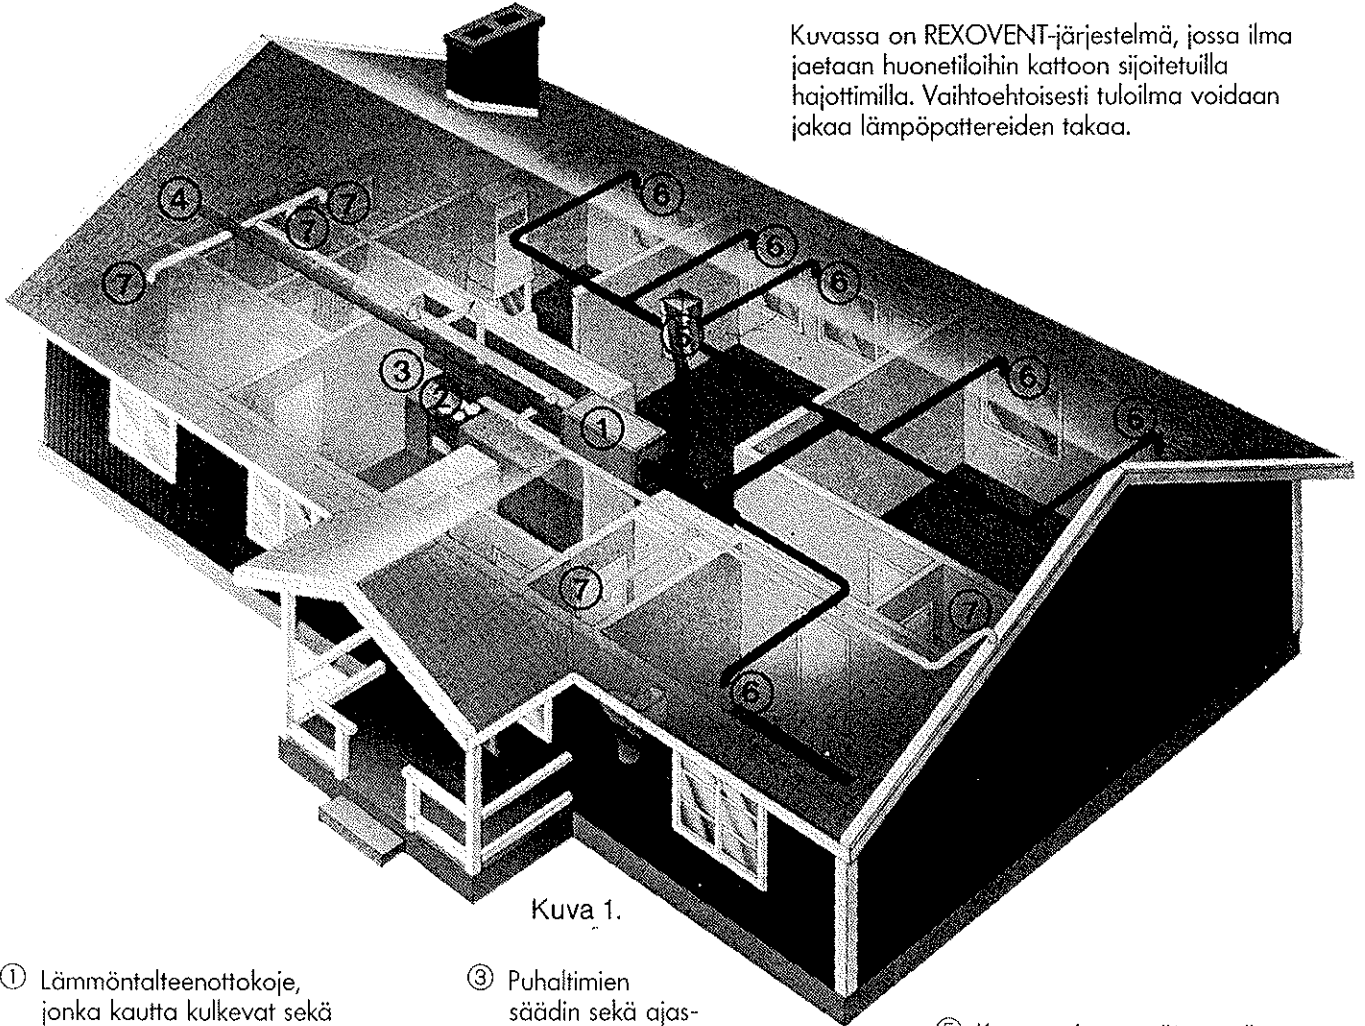 Kuvassa on REXOVENT-järjestelmä, jossa ilma
jaetaan huonetiloihin kattoon sijoitetuilla
hajottimilla. Vaihtoehtoisesti tuloilma voidaan
jakaa lämpöpattereiden takaa.
4
7
7
7
6
6
6
5
3
2
1
6
6
7
7
6
Kuva 1.
① Lämmöntalteenottokoje,
jonka kautta kulkevat sekä
③ Puhaltimien
säädin sekä ajas-